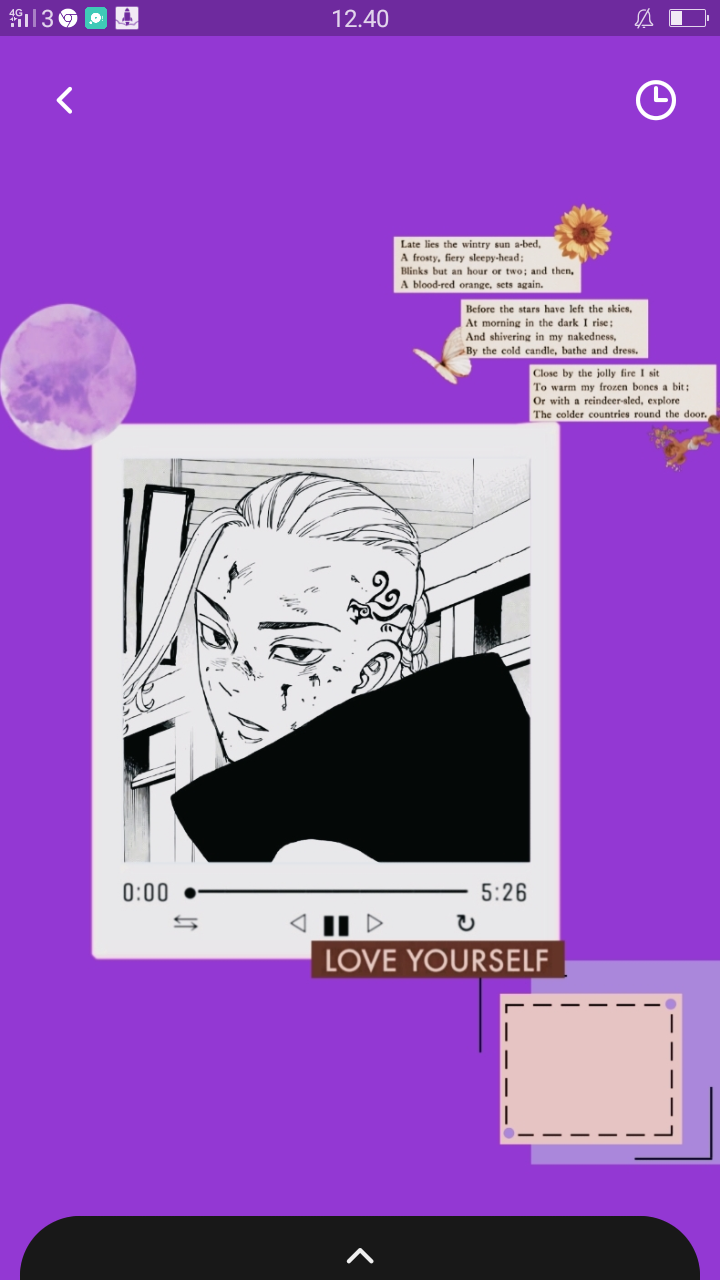 4G 3 12.40
Late lies the wintry sun a-bed,
A frosty, fiery sleepy-head;
Blinks but an hour or two; and then,
A blood-red orange, sets again.
Before the stars have left the skies,
At morning in the dark I rise;
And shivering in my nakedness,
By the cold candle, bathe and dress.
Close by the jolly fire I sit
To warm my frozen bones a bit;
Or with a reindeer-sled, explore
The colder countries round the door.
0:00 5:26
LOVE YOURSELF